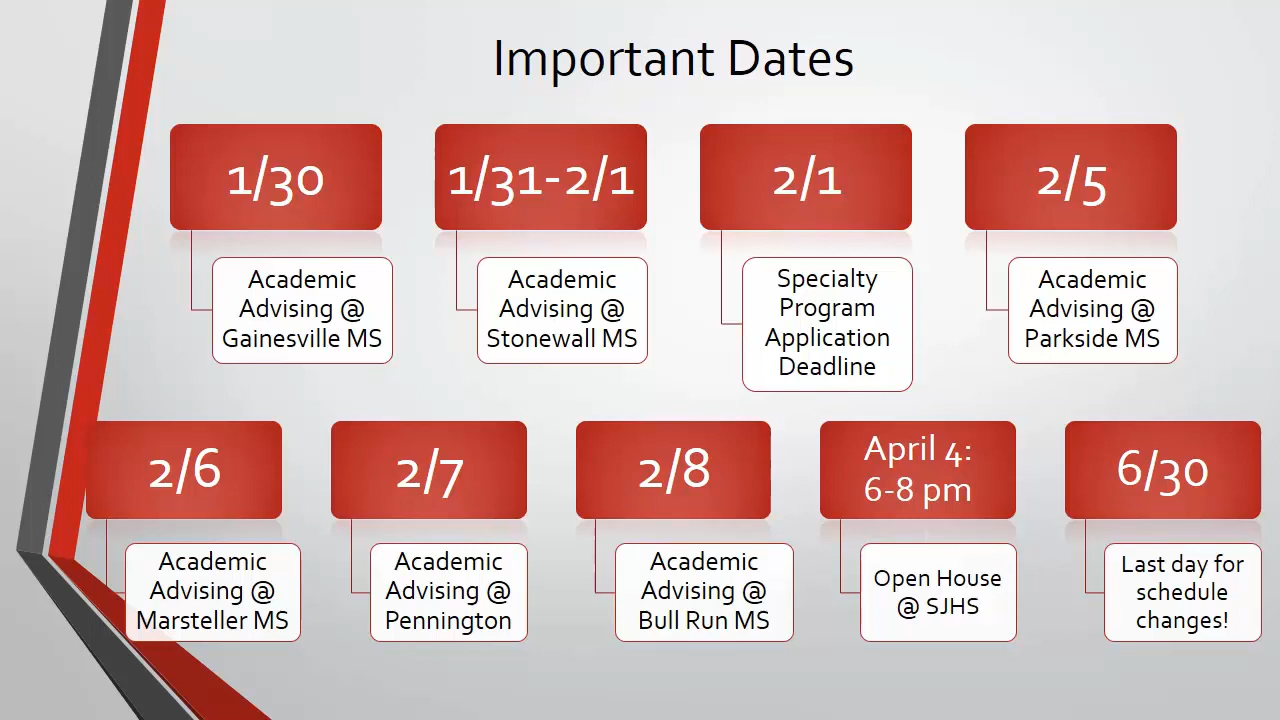 Important Dates
1/30
Academic
Advising @
Gainesville MS
1/31-2/1
Academic
Advising @
Stonewall MS
2/1
Specialty
Program
Application
Deadline
2/5
Academic
Advising @
Parkside MS
2/6
Academic
Advising @
Marsteller MS
2/7
Academic
Advising @
Pennington
2/8
Academic
Advising @
Bull Run MS
April 4:
6-8 pm
Open House
@ SJHS
6/30
Last day for
schedule
changes!